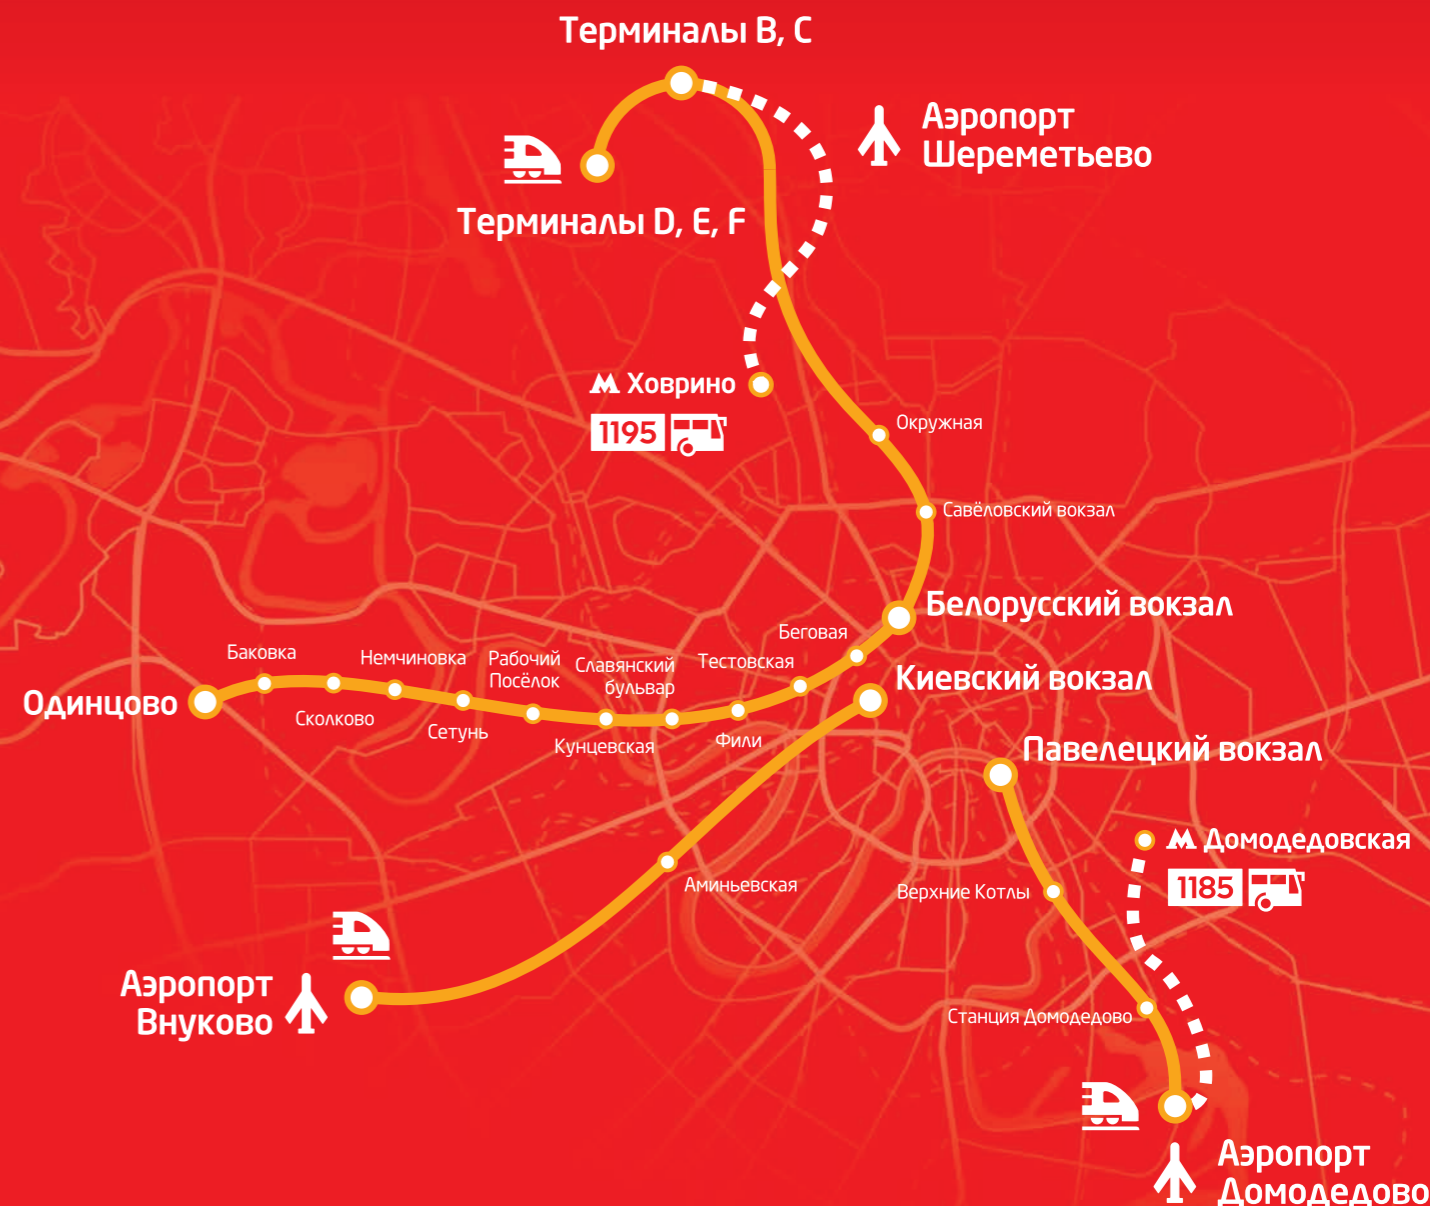 Терминалы B, C
Аэропорт
Шереметьево
Терминалы D, E, F
Ховрино
1195
Окружная
Савёловский вокзал
Белорусский вокзал
Беговая
Тестовская
Киевский вокзал
Баковка
Немчиновка
Рабочий
Посёлок
Славянский
бульвар
Одинцово
Сколково
Сетунь
Кунцевская
Фили
Павелецкий вокзал
Домодедовская
1185
Аминьевская
Верхние Котлы
Аэропорт
Внуково
Станция Домодедово
Аэропорт
Домодедово